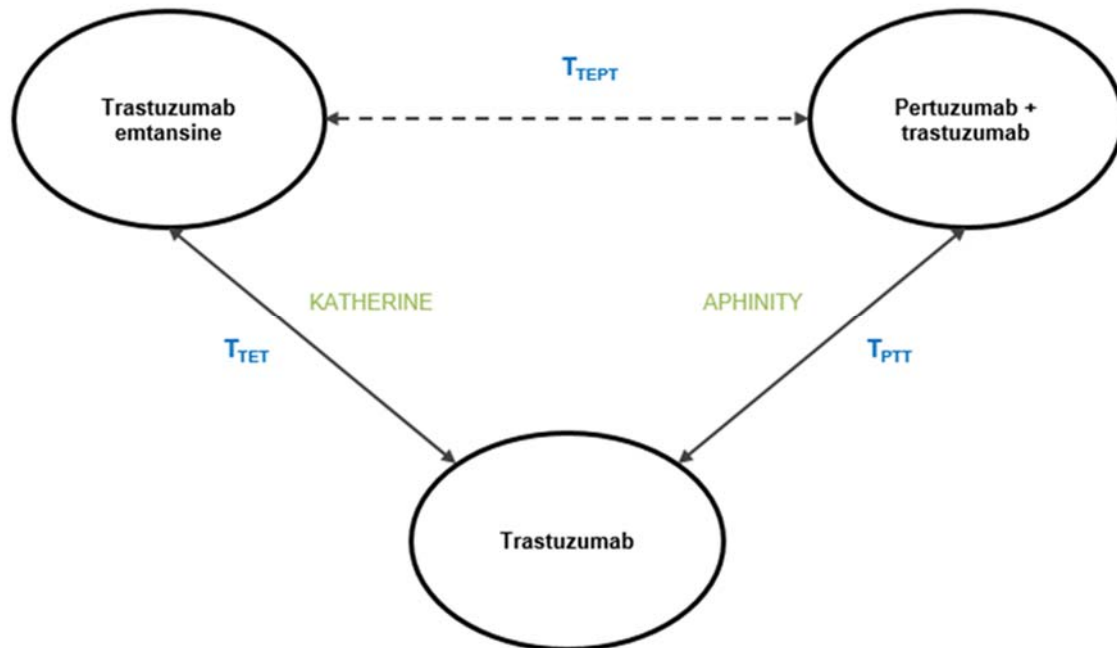 T_TEPT
Trastuzumab
emtansine
Pertuzumab +
trastuzumab
KATHERINE
APHINITY
T_TET
T_PTT
Trastuzumab